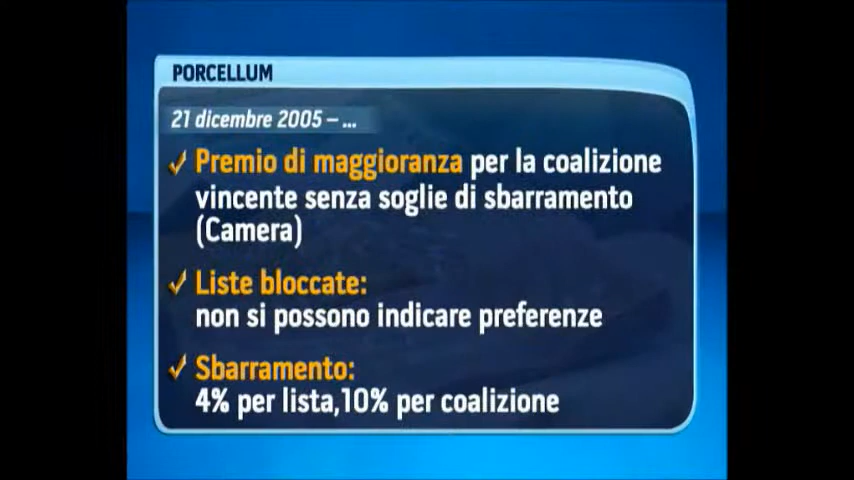 PORCELLUM
21 dicembre 2005 – ...
✓ Premio di maggioranza per la coalizione
vincente senza soglie di sbarramento
(Camera)
✓ Liste bloccate:
non si possono indicare preferenze
✓ Sbarramento:
4% per lista,10% per coalizione